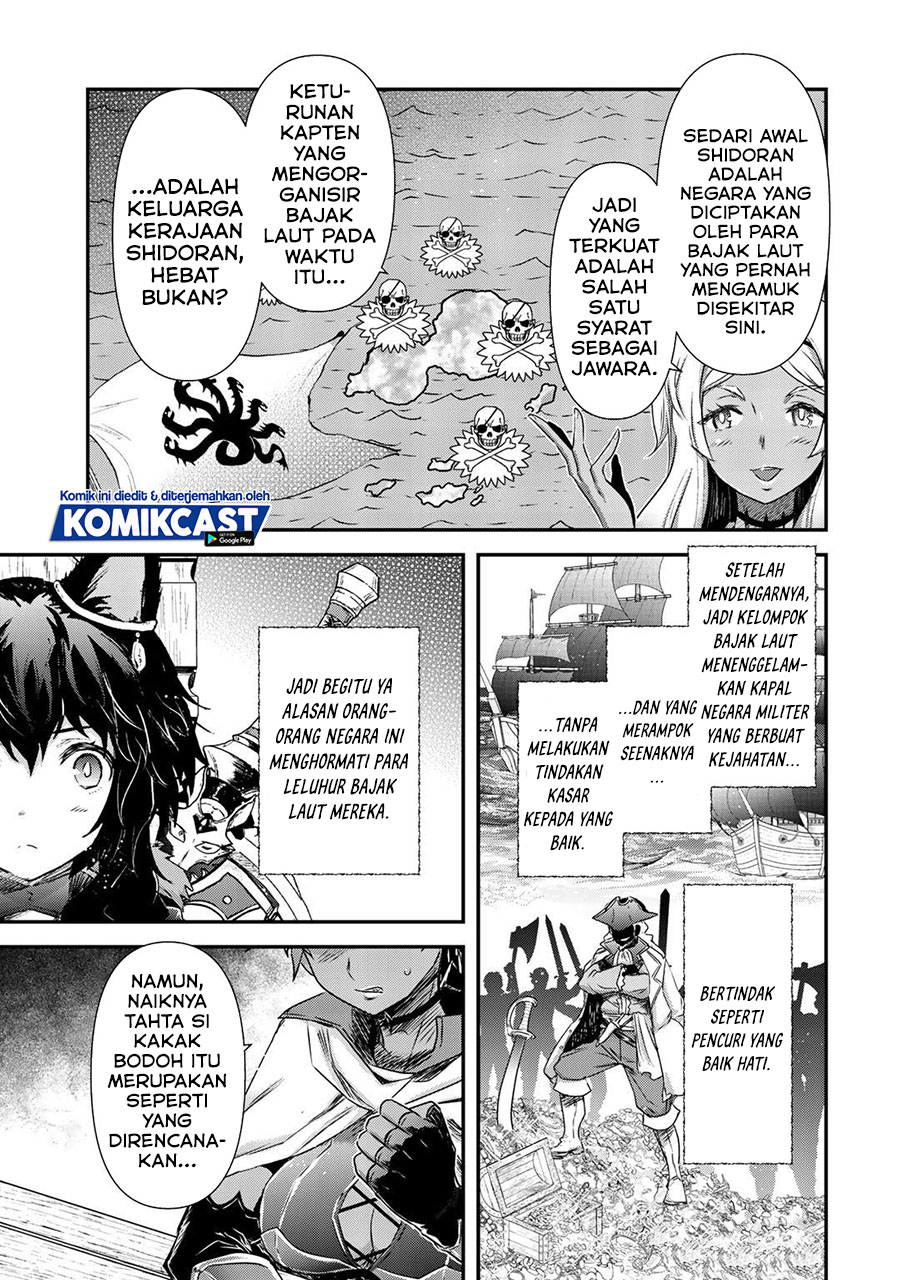 SEDARI AWAL
SHIDORAN
ADALAH
NEGARA YANG
DICIPTAKAN
OLEH PARA
BAJAK LAUT
YANG PERNAH
MENGAMUK
DISEKITAR
SINI.
JADI
YANG
TERKUAT
ADALAH
SALAH
SATU
SYARAT
SEBAGAI
JAWARA.
KETU-
RUNAN
KAPTEN
YANG
MENGOR-
GANISIR
BAJAK
LAUT PADA
WAKTU
ITU...
...ADALAH
KELUARGA
KERAJAAN
SHIDORAN,
HEBAT
BUKAN?
Komik ini diedit & diterjemahkan oleh
KOMIKCAST
GET IT ON
Google Play
SETELAH
MENDENGARNYA,
JADI KELOMPOK
BAJAK LAUT
MENENGGELAM-
KAN KAPAL
NEGARA MILITER
YANG BERBUAT
KEJAHATAN...
...DAN YANG
MERAMPOK
SEENAKNYA
...
...TANPA
MELAKUKAN
TINDAKAN
KASAR
KEPADA YANG
BAIK.
BERTINDAK
SEPERTI
PENCURI YANG
BAIK HATI.
JADI BEGITU YA
ALASAN ORANG-
ORANG NEGARA INI
MENGHORMATI PARA
LELUHUR BAJAK
LAUT MEREKA.
NAMUN,
NAIKNYA
TAHTA SI
KAKAK
BODOH ITU
MERUPAKAN
SEPERTI
YANG
DIRENCANA-
KAN...